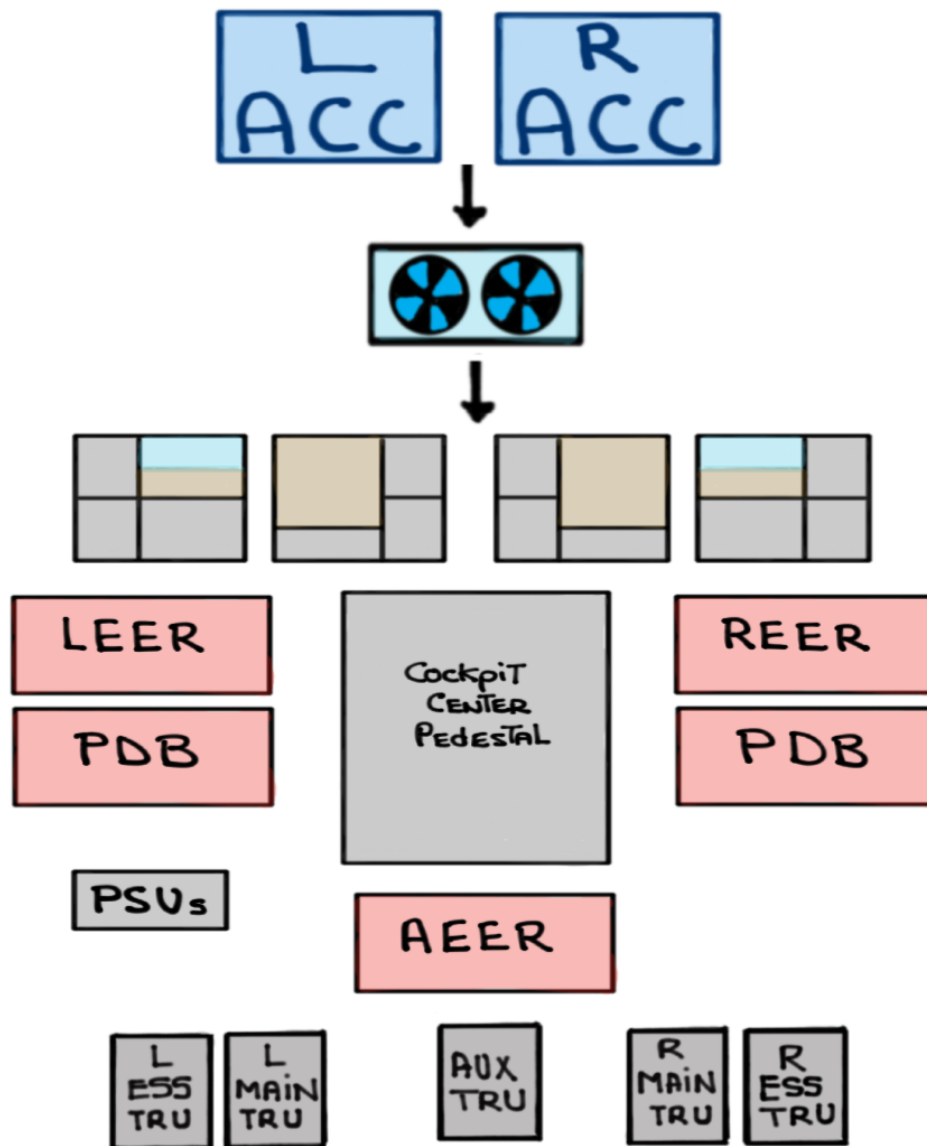 L
ACC
R
ACC
LEER
COCKPIT
CENTER
PEDESTAL
REER
PDB
PDB
PSUs
AEER
L
ESS
TRU
L
MAIN
TRU
AUX
TRU
R
MAIN
TRU
R
ESS
TRU